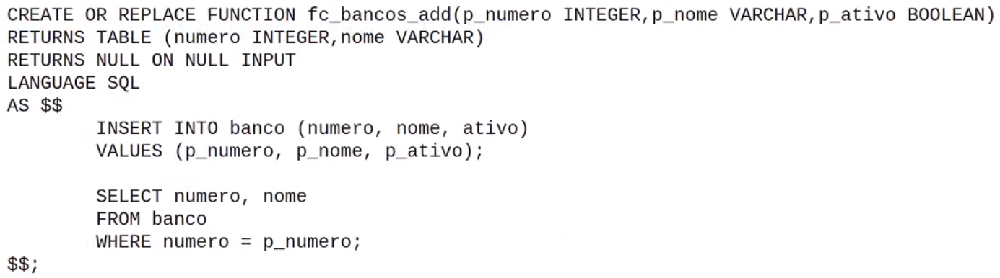 CREATE OR REPLACE FUNCTION fc_bancos_add(p_numero INTEGER,p_nome VARCHAR,p_ativo BOOLEAN)
RETURNS TABLE (numero INTEGER,nome VARCHAR)
RETURNS NULL ON NULL INPUT
LANGUAGE SQL
AS $$
        INSERT INTO banco (numero, nome, ativo)
        VALUES (p_numero, p_nome, p_ativo);

        SELECT numero, nome
        FROM banco
        WHERE numero = p_numero;
$$;